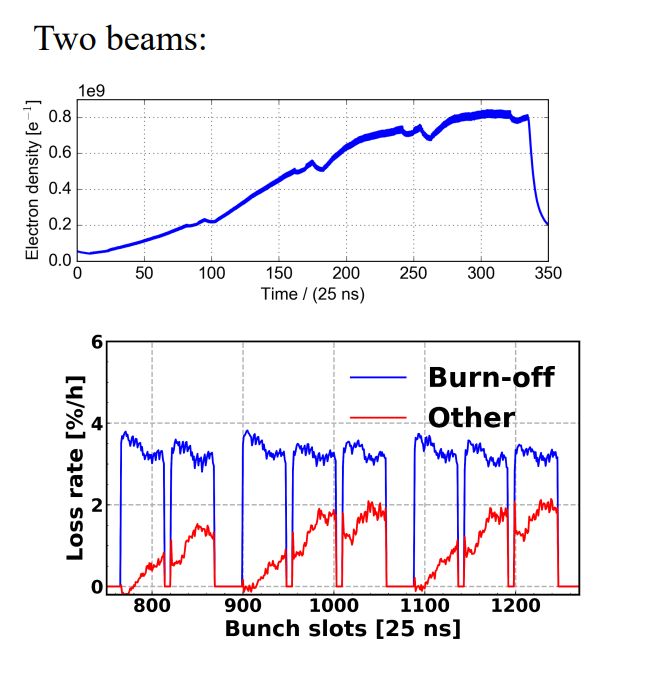 Two beams:
1e9
Electron density [e⁻¹]
0.8
0.6
0.4
0.2
0.0
0 50 100 150 200 250 300 350
Time / (25 ns)
Loss rate [%/h]
6
4
2
0
Burn-off
Other
800 900 1000 1100 1200
Bunch slots [25 ns]